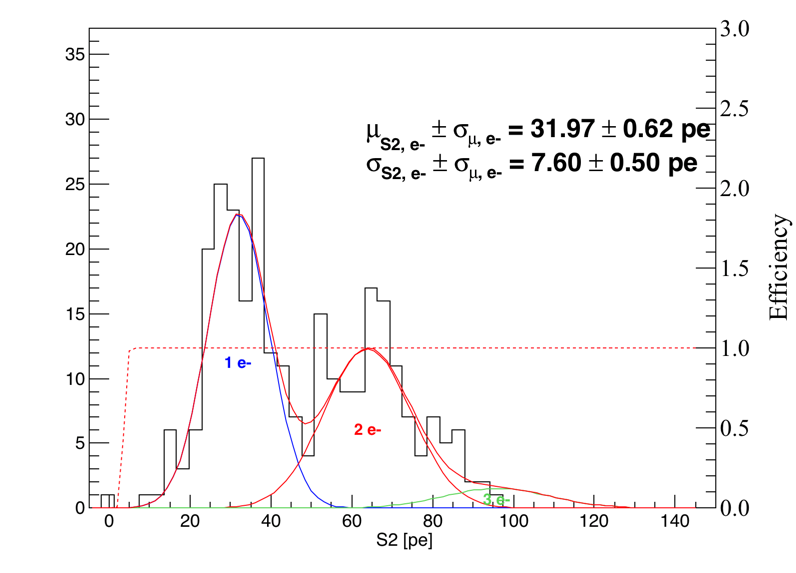 3.0
35
μS2, e- ± σμ, e- = 31.97 ± 0.62 pe
σS2, e- ± σμ, e- = 7.60 ± 0.50 pe
30
2.5
25
2.0
20
1.5
Efficiency
15
1.0
1 e-
10
2 e-
5
0.5
3 e-
0
0.0
0 20 40 60 80 100 120 140
S2 [pe]